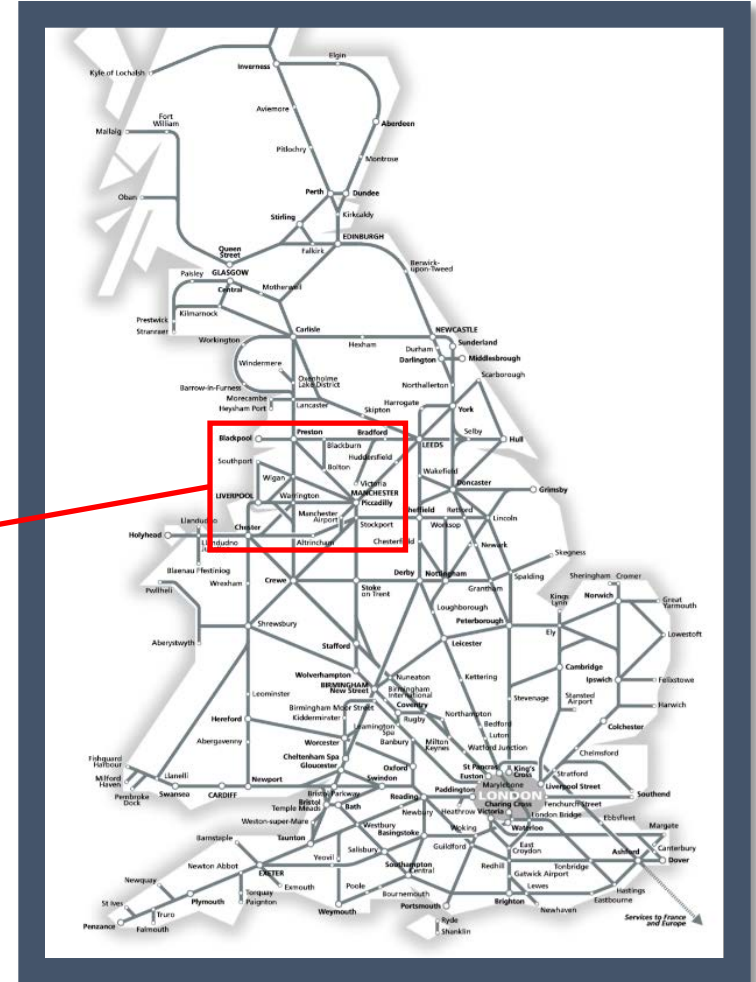 Elgin
Inverness
Kyle of Lochalsh
Aviemore
Fort
William
Mallaig
Aberdeen
Pitlochry
Montrose
Perth
Dundee
Oban
Stirling
Kirkcaldy
EDINBURGH
Queen
Street
Falkirk
Berwick-
upon-Tweed
Paisley
GLASGOW
Central
Motherwell
Prestwick
Kilmarnock
Stranraer
Carlisle
NEWCASTLE
Workington
Hexham
Durham
Sunderland
Darlington
Middlesbrough
Windermere
Oxenholme
Lake District
Scarborough
Barrow-in-Furness
Northallerton
Morecambe
Heysham Port
Lancaster
Harrogate
York
Skipton
Blackpool
Preston
Bradford
LEEDS
Selby
Hull
Blackburn
Huddersfield
Southport
Bolton
Wakefield
Wigan
Victoria
Doncaster
Grimsby
LIVERPOOL
Warrington
MANCHESTER
Piccadilly
Manchester
Airport
Sheffield
Retford
Lincoln
Llandudno
Chester
Stockport
Worksop
Holyhead
Llandudno
Altrincham
Chesterfield
Newark
Skegness
Blaenau Ffestiniog
Wrexham
Crewe
Stoke
on Trent
Derby
Nottingham
Spalding
Sheringham
Cromer
Pwllheli
Grantham
Kings
Lynn
Norwich
Great
Yarmouth
Loughborough
Peterborough
Shrewsbury
Ely
Lowestoft
Aberystwyth
Stafford
Leicester
Wolverhampton
Nuneaton
Kettering
Cambridge
BIRMINGHAM
New Street
Birmingham
International
Ipswich
Felixstowe
Leominster
Coventry
Stansted
Airport
Birmingham Moor Street
Rugby
Northampton
Stevenage
Harwich
Hereford
Kidderminster
Leamington
Spa
Bedford
Colchester
Abergavenny
Worcester
Banbury
Milton
Keynes
Luton
Watford Junction
Chelmsford
Cheltenham Spa
Fishguard
Harbour
Gloucester
Oxford
St Pancras
King's
Cross
Stratford
Euston
Milford
Haven
Llanelli
Newport
Swindon
Marylebone
Liverpool Street
Pembroke
Dock
Swansea
CARDIFF
Bristol Parkway
Paddington
LONDON
Southend
Bristol
Temple Meads
Bath
Reading
Charing Cross
Fenchurch Street
Newbury
Heathrow
Victoria
London Bridge
Ebbsfleet
Weston-super-Mare
Westbury
Woking
Waterloo
Margate
Barnstaple
Taunton
Basingstoke
East
Croydon
Canterbury
Salisbury
Guildford
Ashford
Dover
Newton Abbot
Yeovil
Southampton
Central
Redhill
Tonbridge
EXETER
Gatwick Airport
Newquay
Exmouth
Poole
Lewes
Hastings
Torquay
Bournemouth
Eastbourne
St Ives
Plymouth
Paignton
Weymouth
Portsmouth
Brighton
Newhaven
Truro
Penzance
Falmouth
Ryde
Shanklin
Services to France
and Europe